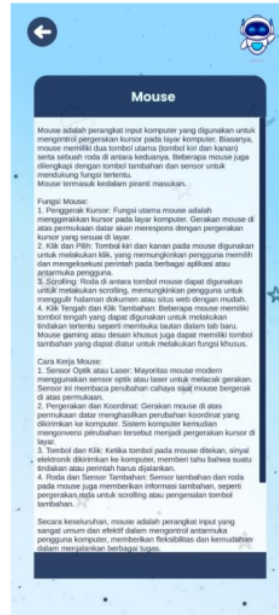 Mouse
Mouse adalah perangkat input komputer yang digunakan untuk
mengontrol pergerakan kursor pada layar komputer. Biasanya,
mouse memiliki dua tombol utama (tombol kiri dan kanan)
serta sebuah roda di antara keduanya. Beberapa mouse juga
dilengkapi dengan tombol tambahan dan sensor untuk
mendukung fungsi tertentu.
Mouse termasuk kedalam piranti masukan.
Fungsi Mouse:
1. Penggerak Kursor: Fungsi utama mouse adalah
menggerakkan kursor pada layar komputer. Gerakan mouse di
atas permukaan datar akan merespons dengan pergerakan
kursor yang sesuai di layar.
2. Klik dan Pilih: Tombol kiri dan kanan pada mouse digunakan
untuk melakukan klik, yang memungkinkan pengguna memilih
dan mengeksekusi perintah pada berbagai aplikasi atau
antarmuka pengguna.
3. Scrolling: Roda di antara tombol mouse dapat digunakan
untuk melakukan scrolling, memungkinkan pengguna untuk
menggulir halaman dokumen atau situs web dengan mudah.
4. Klik Tengah dan Klik Tambahan: Beberapa mouse memiliki
tombol tengah yang dapat digunakan untuk melakukan
tindakan tertentu seperti membuka tautan dalam tab baru.
Mouse gaming atau desain khusus juga dapat memiliki tombol
tambahan yang dapat diatur untuk melakukan fungsi khusus.
Cara Kerja Mouse:
1. Sensor Optik atau Laser: Mayoritas mouse modern
menggunakan sensor optik atau laser untuk melacak gerakan.
Sensor ini membaca perubahan cahaya saat mouse bergerak
di atas permukaan.
2. Pergerakan dan Koordinat: Gerakan mouse di atas
permukaan datar menghasilkan perubahan koordinat yang
dikirimkan ke komputer. Sistem komputer kemudian
mengonversi perubahan tersebut menjadi pergerakan kursor di
layar.
3. Tombol dan Klik: Ketika tombol pada mouse ditekan, sinyal
elektronik dikirimkan ke komputer, memberi tahu bahwa suatu
tindakan atau perintah harus dijalankan.
4. Roda dan Sensor Tambahan: Sensor tambahan dan roda
pada mouse juga memberikan informasi tambahan, seperti
pergerakan roda untuk scrolling atau pengenalan tombol
tambahan.
Secara keseluruhan, mouse adalah perangkat input yang
sangat umum dan efektif dalam mengontrol antarmuka
pengguna komputer, memberikan fleksibilitas dan kemudahan
dalam menjalankan berbagai tugas.